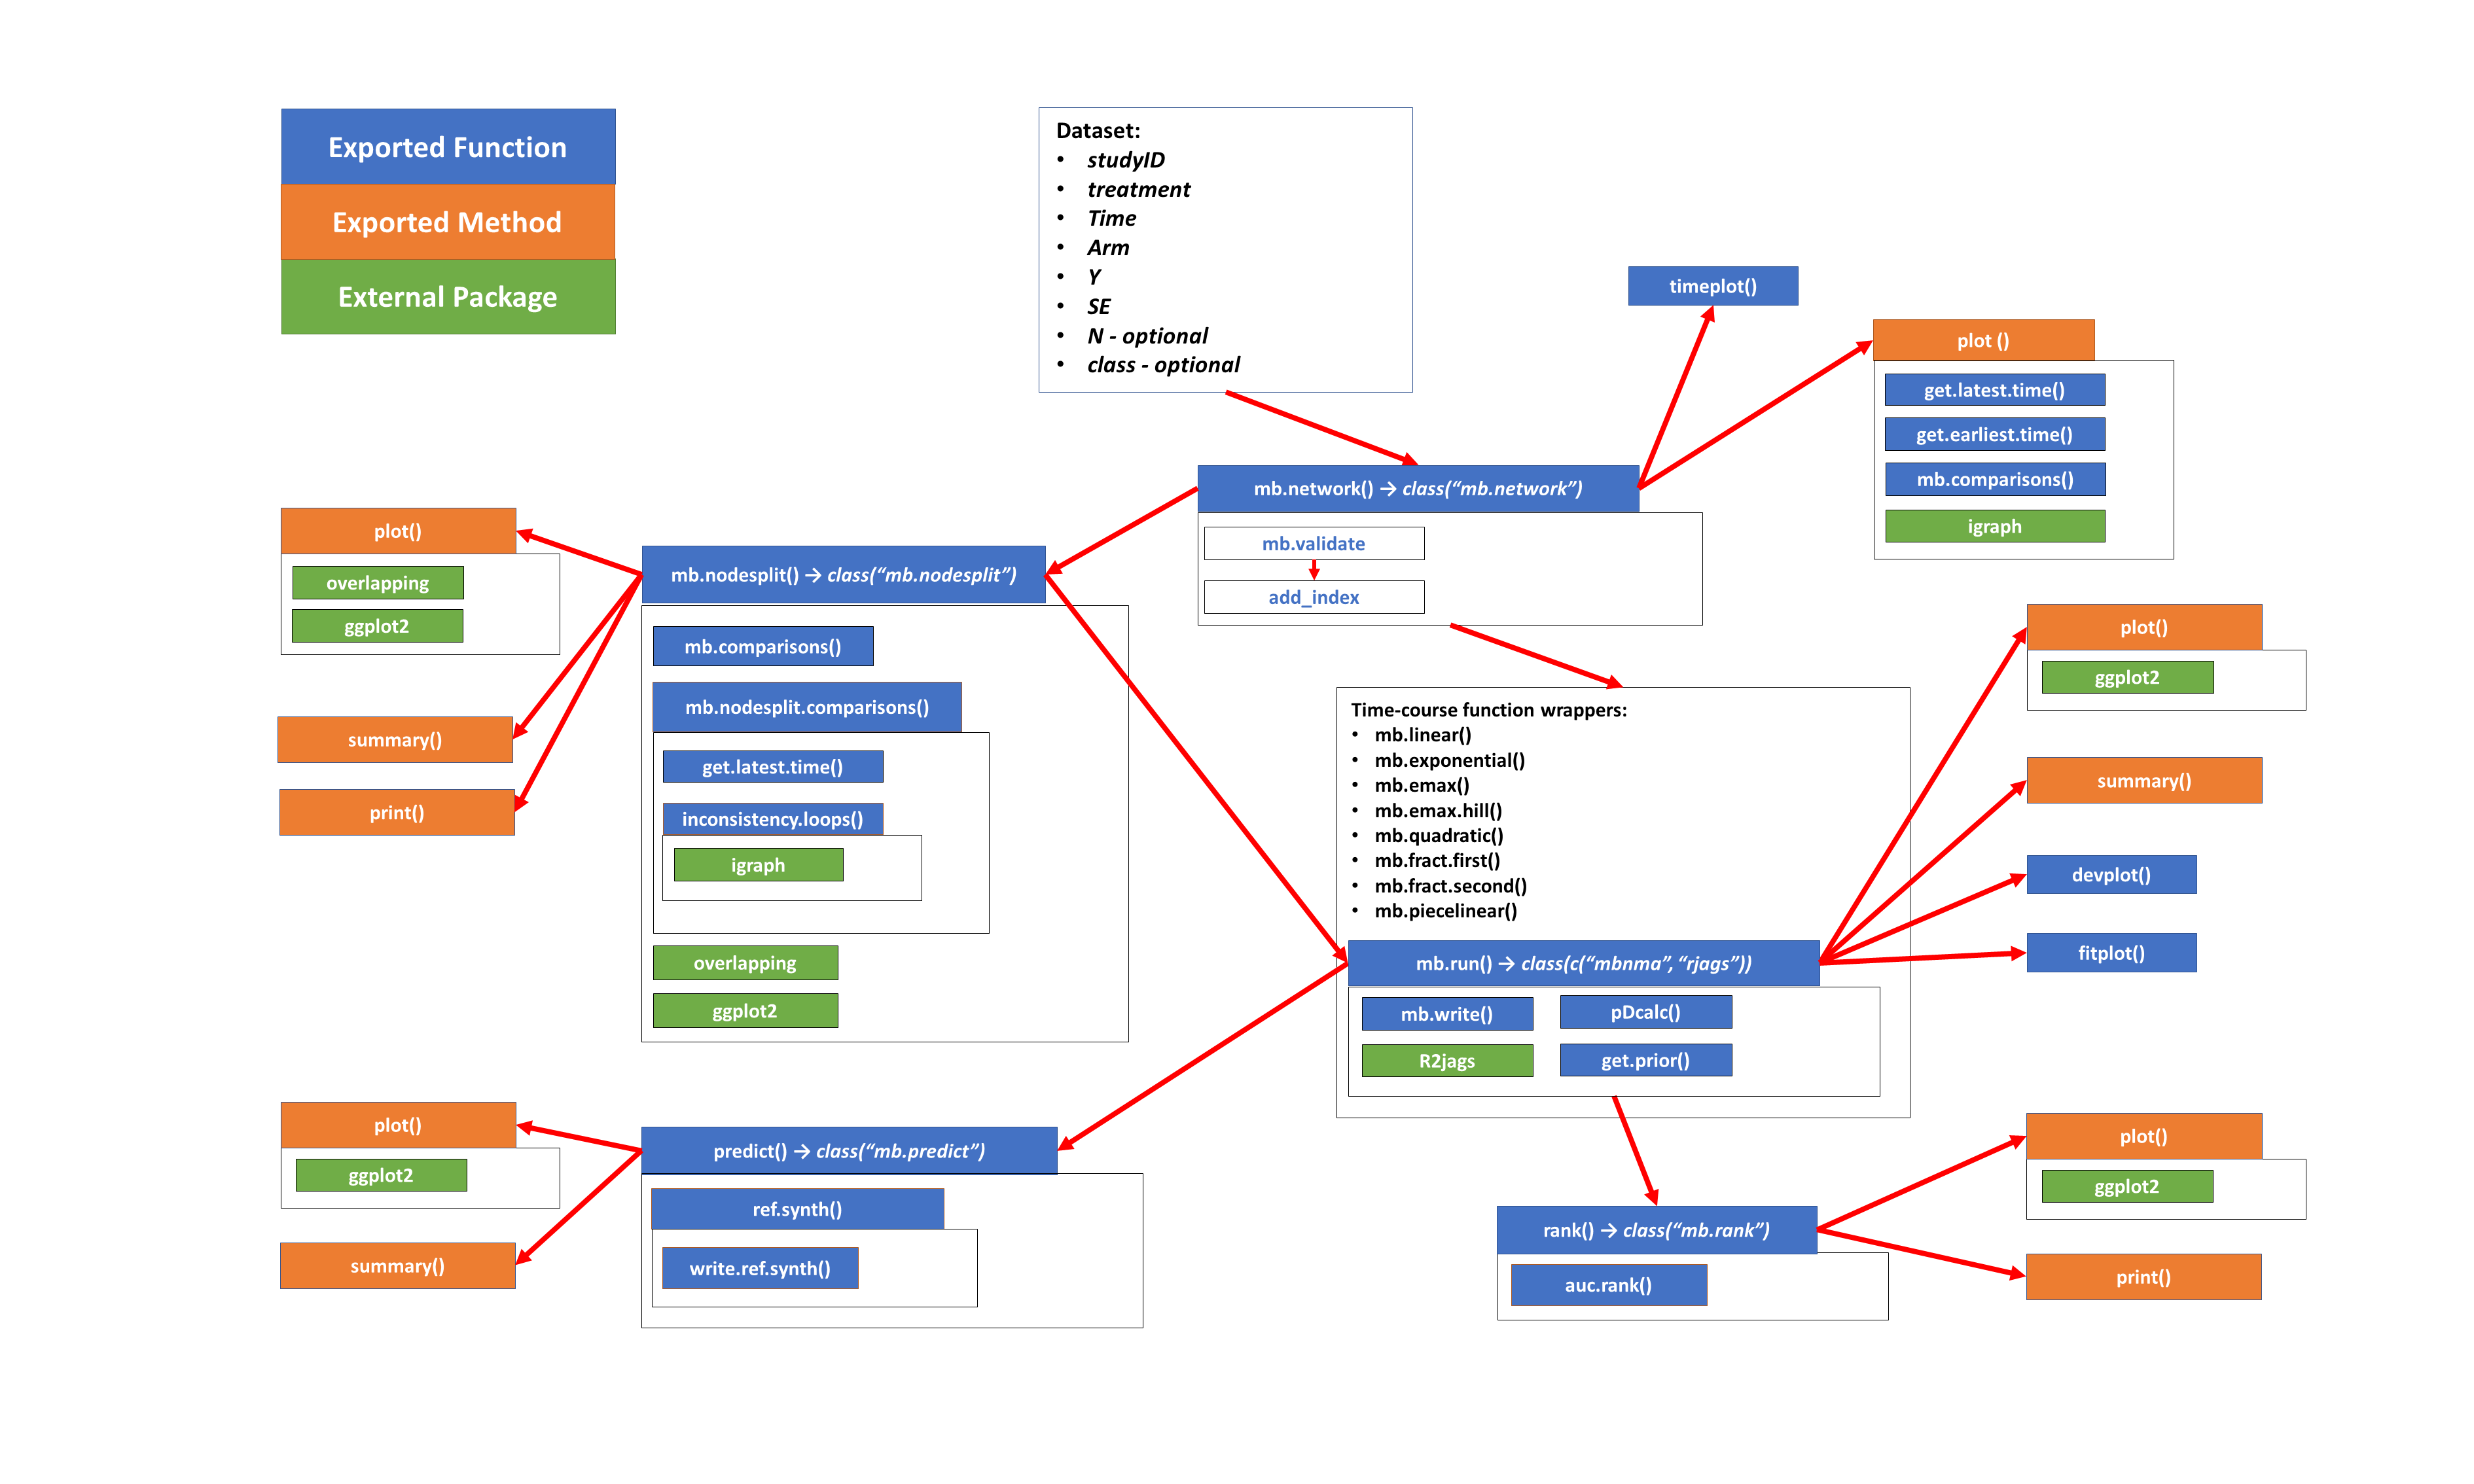 Exported Function
Exported Method
External Package
Dataset:
• studyID
• treatment
• Time
• Arm
• Y
• SE
• N - optional
• class - optional
timeplot()
plot ()
get.latest.time()
get.earliest.time()
mb.comparisons()
igraph
mb.network() → class(“mb.network”)
mb.validate
add_index
plot()
overlapping
ggplot2
summary()
print()
mb.nodesplit() → class(“mb.nodesplit”)
mb.comparisons()
mb.nodesplit.comparisons()
get.latest.time()
inconsistency.loops()
igraph
overlapping
ggplot2
Time-course function wrappers:
• mb.linear()
• mb.exponential()
• mb.emax()
• mb.emax.hill()
• mb.quadratic()
• mb.fract.first()
• mb.fract.second()
• mb.piecelinear()
mb.run() → class(c(“mbnma”, “rjags”))
mb.write()
pDcalc()
R2jags
get.prior()
plot()
ggplot2
summary()
devplot()
fitplot()
plot()
ggplot2
summary()
predict() → class(“mb.predict”)
ref.synth()
write.ref.synth()
rank() → class(“mb.rank”)
auc.rank()
plot()
ggplot2
print()